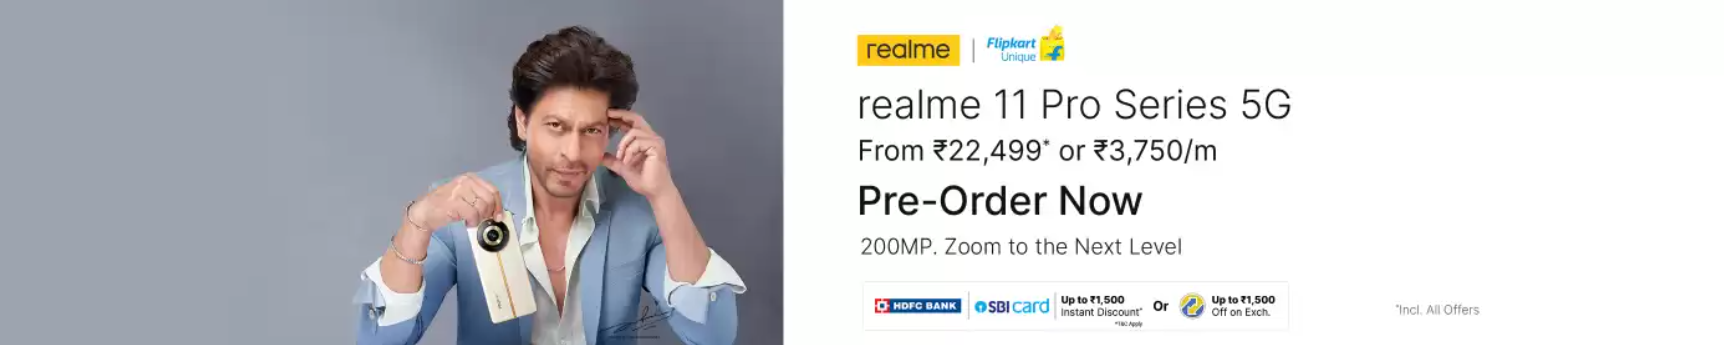 realme
Flipkart
Unique
realme 11 Pro Series 5G
From ₹22,499* or ₹3,750/m
Pre-Order Now
200MP. Zoom to the Next Level
HDFC BANK
SBI card
Up to ₹1,500
Instant Discount*
*T&C Apply
Or
Up to ₹1,500
Off on Exch.
*Incl. All Offers